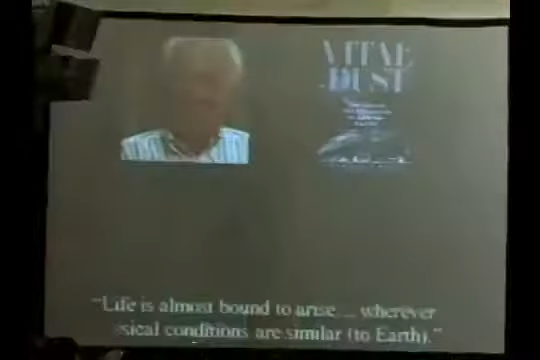 VITAL
DUST
"Life is almost bound to arise... wherever
sical conditions are similar (to Earth)."